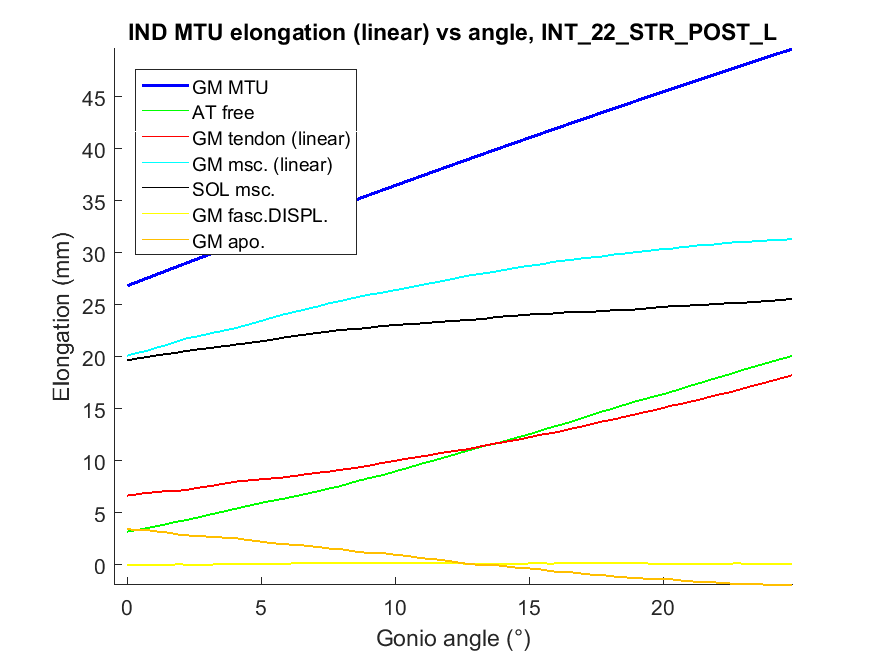 IND MTU elongation (linear) vs angle, INT_22_STR_POST_L
GM MTU
AT free
GM tendon (linear)
GM msc. (linear)
SOL msc.
GM fasc.DISPL.
GM apo.
Elongation (mm)
45
40
35
30
25
20
15
10
5
0
0 5 10 15 20
Gonio angle (°)